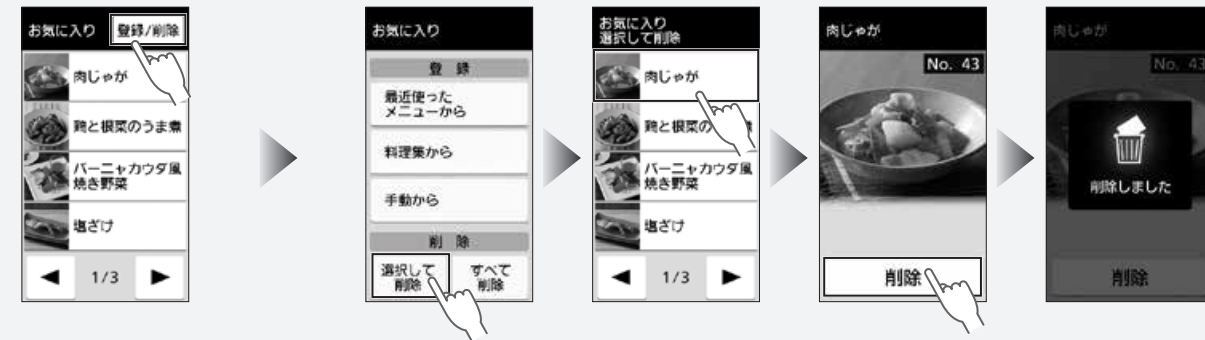 お気に入り 登録/削除
肉じゃが
鶏と根菜のうま煮
バーニャカウダ風
焼き野菜
塩ざけ
◀ 1/3 ▶
お気に入り
登 録
最近使った
メニューから
料理集から
手動から
削 除
選択して
削除
すべて
削除
お気に入り
選択して削除
肉じゃが
鶏と根菜の
バーニャカウダ風
焼き野菜
塩ざけ
◀ 1/3 ▶
肉じゃが
No. 43
削除
肉じゃが
No. 43
削除しました
削除